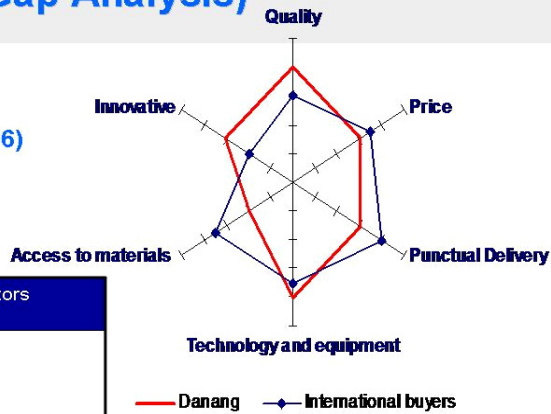 Gap Analysis)
Quality
Innovative
Price
6)
Access to materials
Punctual Delivery
tors
Technology and equipment
Danang
International buyers